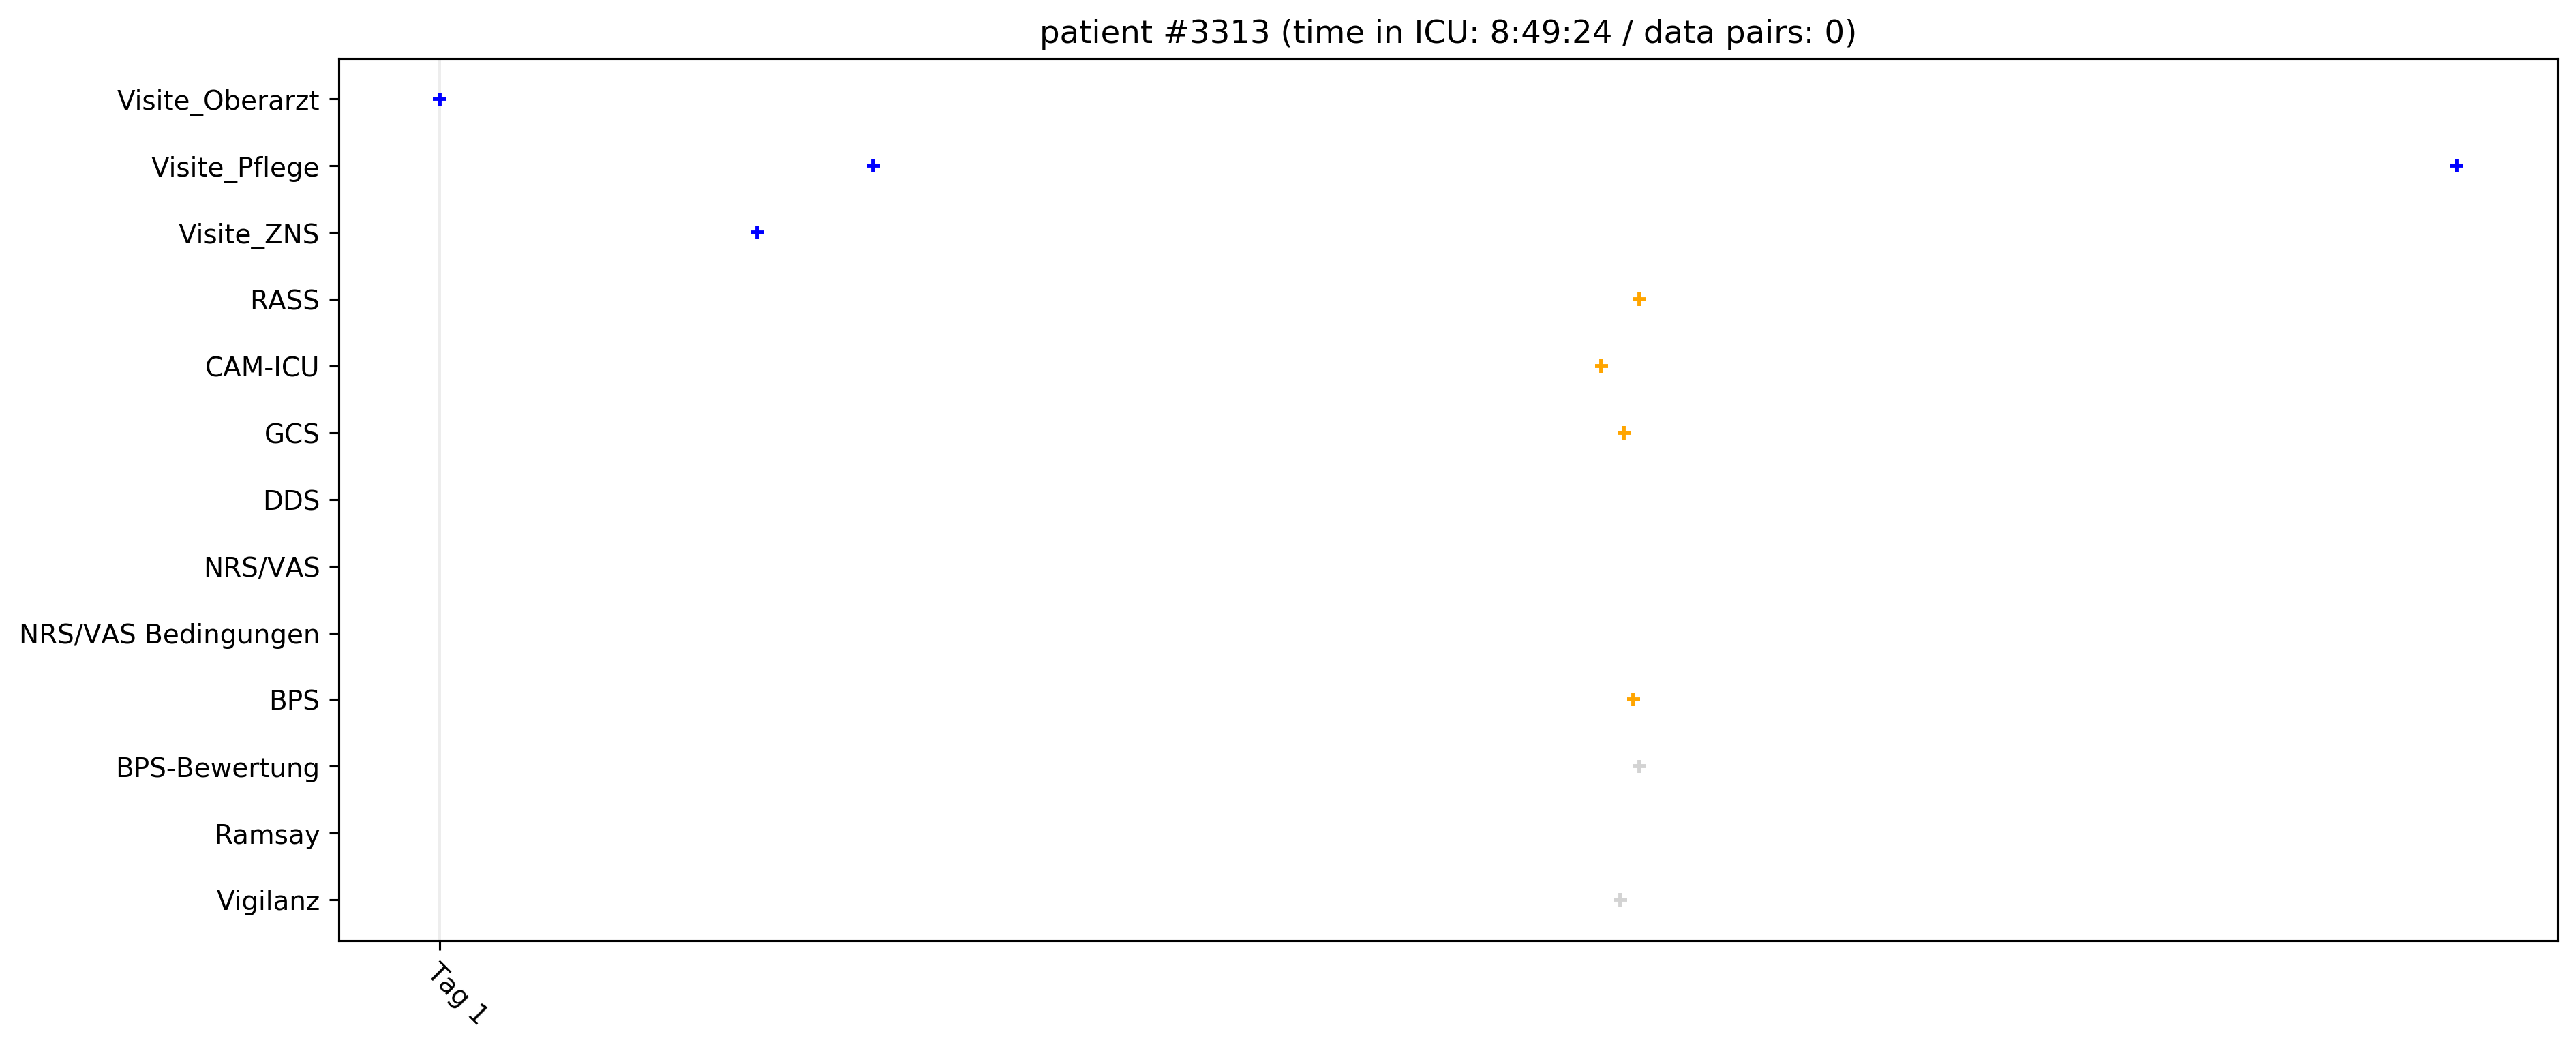 patient #3313 (time in ICU: 8:49:24 / data pairs: 0)
Visite_Oberarzt
Visite_Pflege
Visite_ZNS
RASS
CAM-ICU
GCS
DDS
NRS/VAS
NRS/VAS Bedingungen
BPS
BPS-Bewertung
Ramsay
Vigilanz
Tag 1